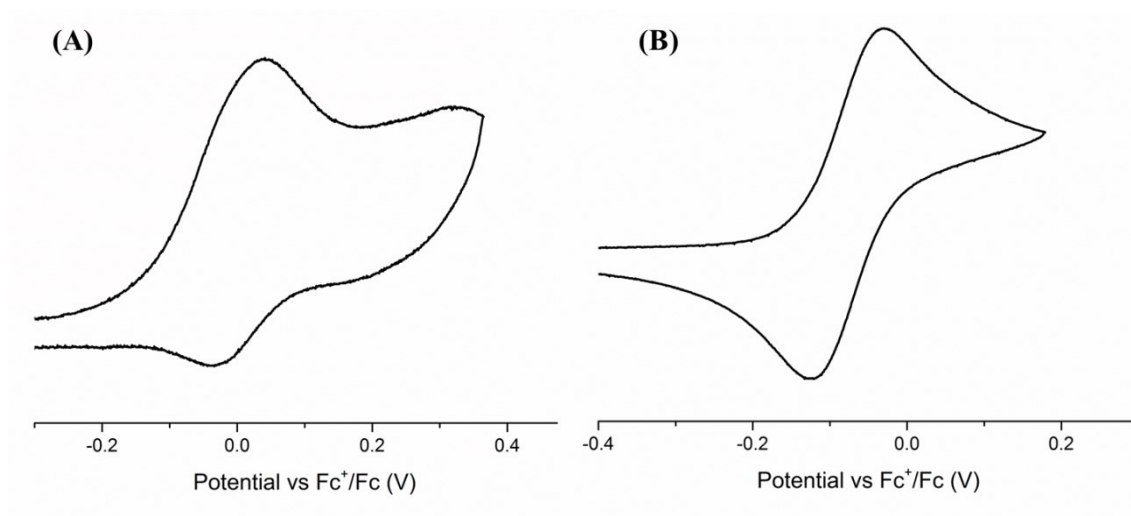 (A)
-0.2 0.0 0.2 0.4
Potential vs Fc⁺/Fc (V)
(B)
-0.4 -0.2 0.0 0.2
Potential vs Fc⁺/Fc (V)